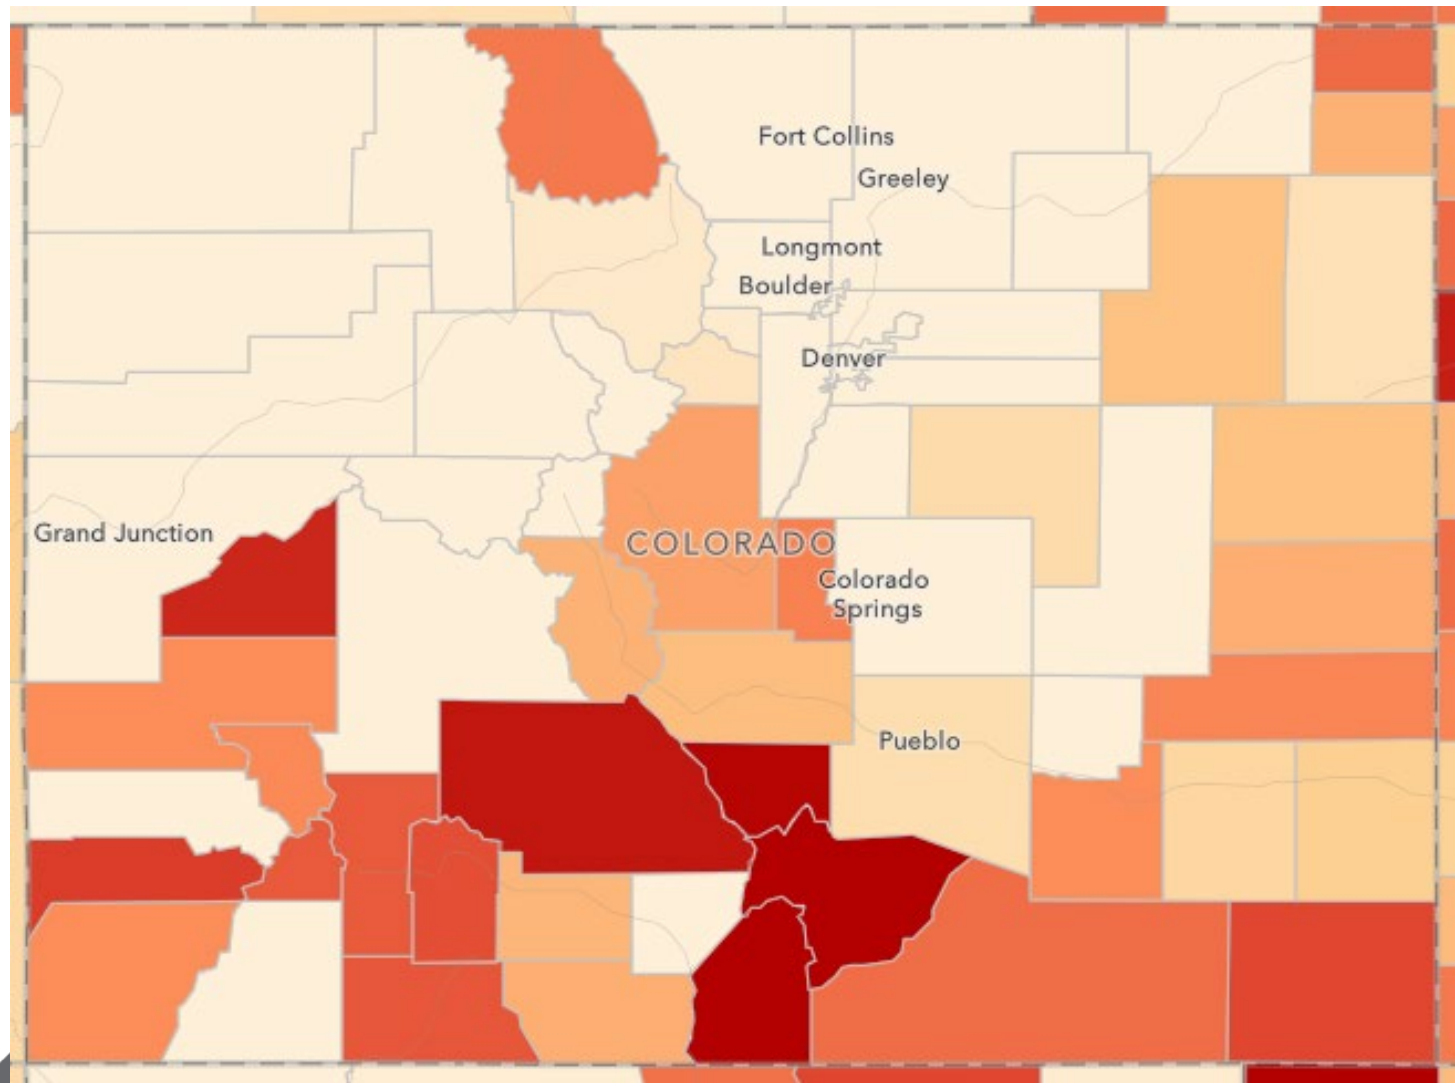 Fort Collins
Greeley
Longmont
Boulder
Denver
Grand Junction
COLORADO
Colorado
Springs
Pueblo